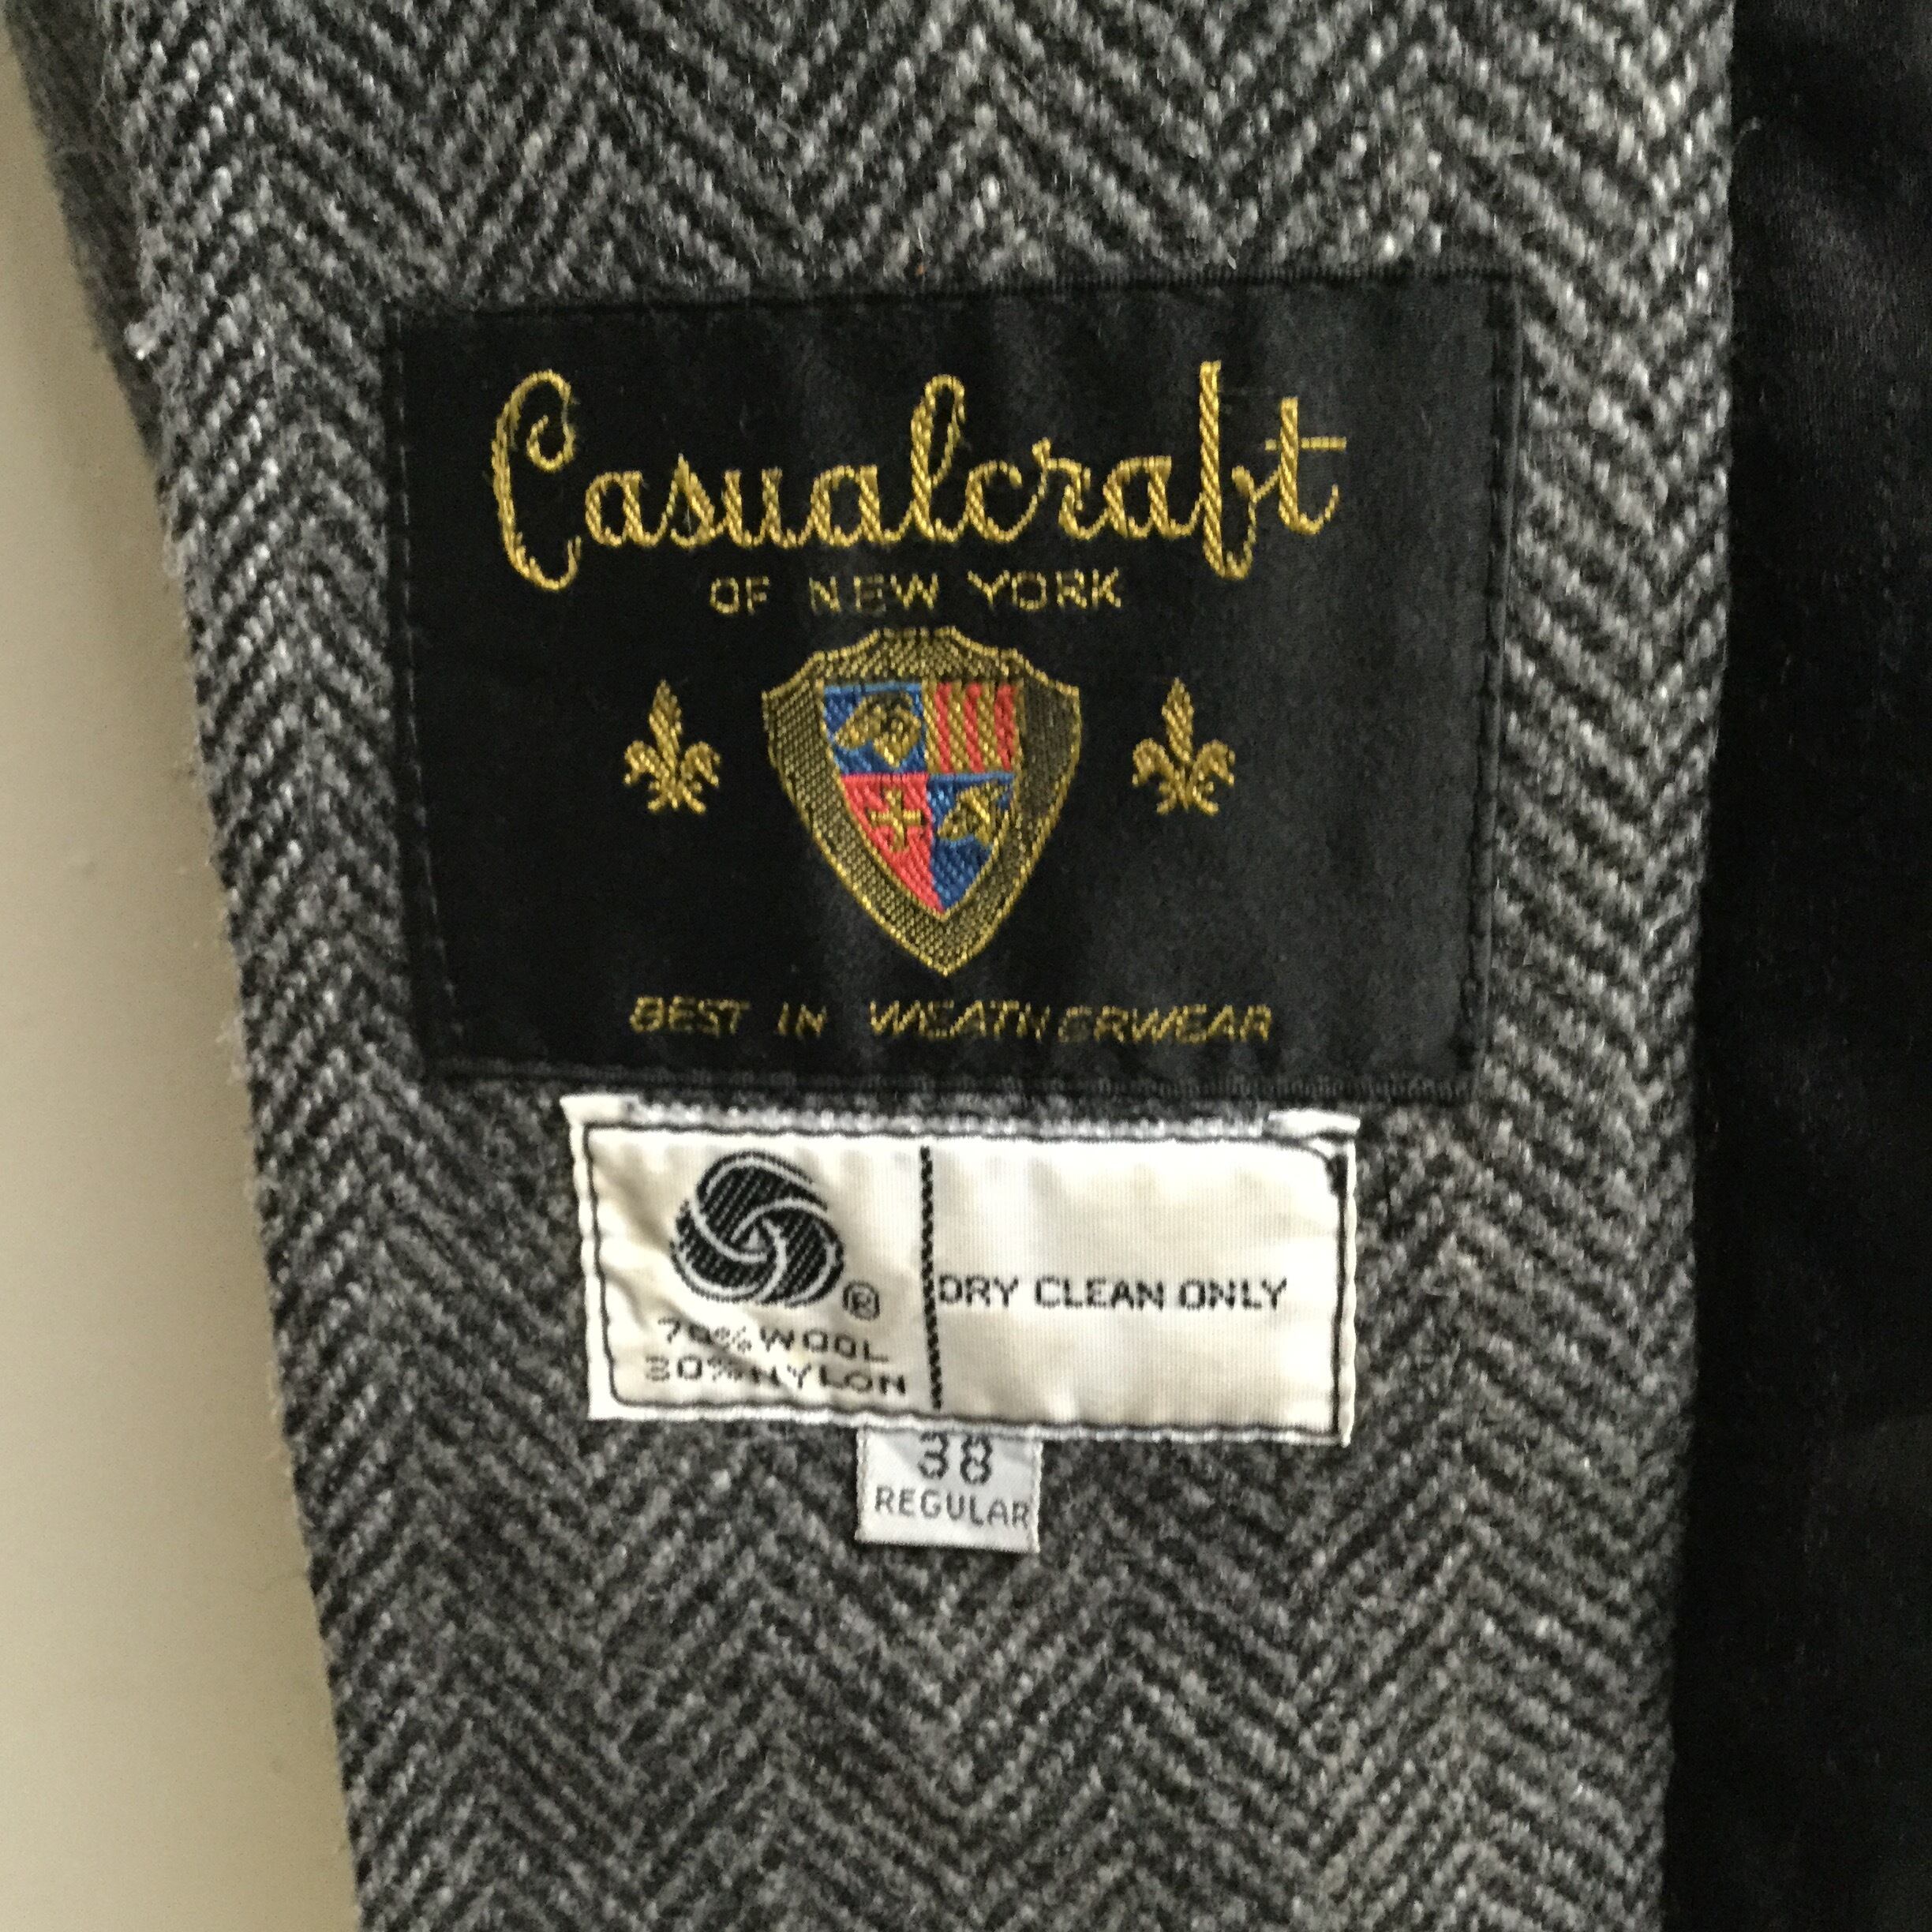 Casualcraft
OF NEW YORK
BEST IN WEATHERWEAR
®
70% WOOL
30% NYLON
DRY CLEAN ONLY
38
REGULAR